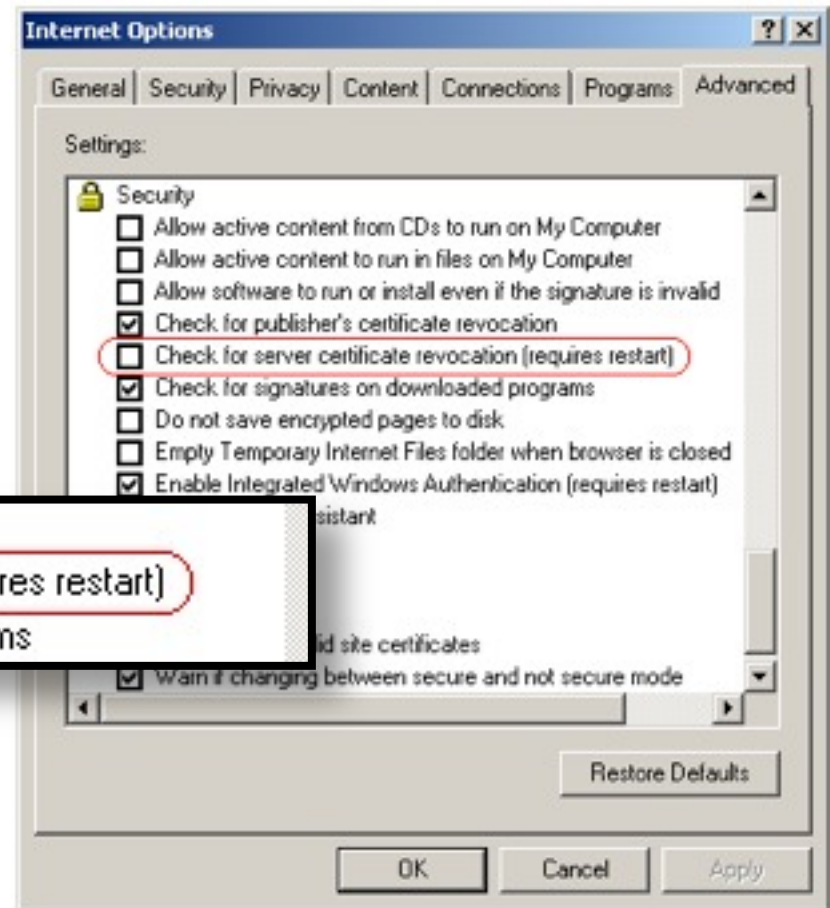 Internet Options
General Security Privacy Content Connections Programs Advanced
Settings:
Security
Allow active content from CDs to run on My Computer
Allow active content to run in files on My Computer
Allow software to run or install even if the signature is invalid
Check for publisher's certificate revocation
Check for server certificate revocation (requires restart)
Check for signatures on downloaded programs
Do not save encrypted pages to disk
Empty Temporary Internet Files folder when browser is closed
Enable Integrated Windows Authentication (requires restart)
sistant
res restart)
ms
id site certificates
Warn if changing between secure and not secure mode
Restore Defaults
OK Cancel Apply